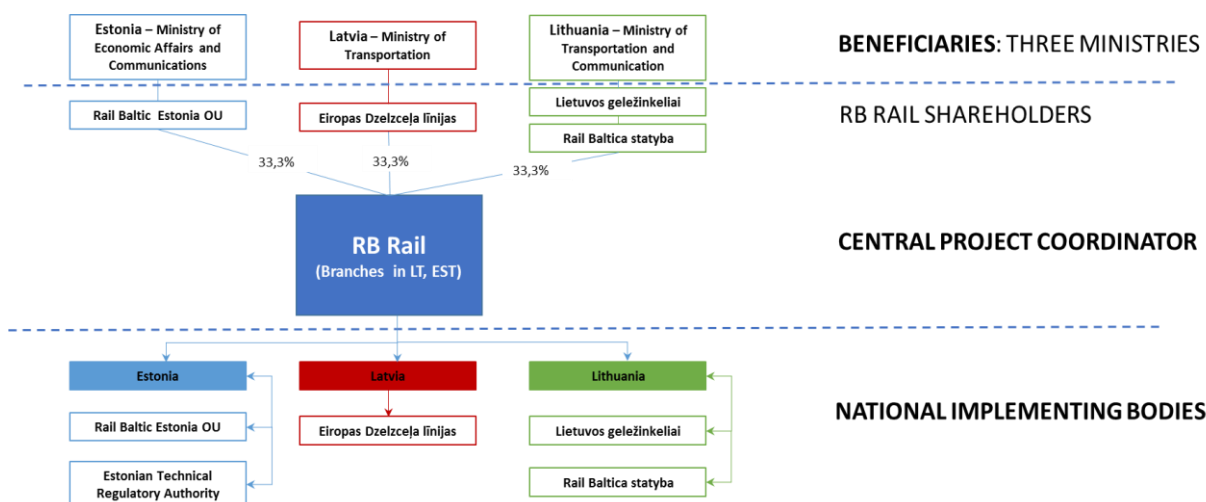 Estonia – Ministry of
Economic Affairs and
Communications
Latvia – Ministry of
Transportation
Lithuania – Ministry of
Transportation and
Communication
BENEFICIARIES: THREE MINISTRIES
Rail Baltic Estonia OU
Eiropas Dzelzceļa līnijas
Lietuvos geležinkeliai
Rail Baltica statyba
RB RAIL SHAREHOLDERS
33,3%
33,3%
33,3%
RB Rail
(Branches in LT, EST)
CENTRAL PROJECT COORDINATOR
Estonia
Latvia
Lithuania
Rail Baltic Estonia OU
Eiropas Dzelzceļa līnijas
Lietuvos geležinkeliai
NATIONAL IMPLEMENTING BODIES
Estonian Technical
Regulatory Authority
Rail Baltica statyba